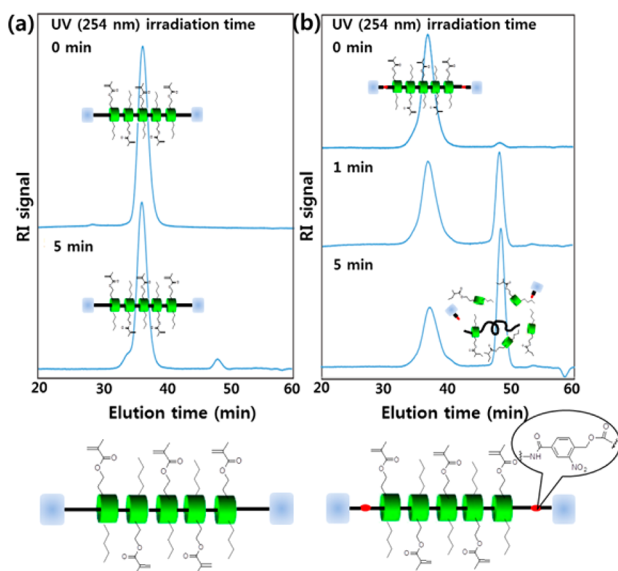 (a) UV (254 nm) irradiation time
0 min
5 min
RI signal
20 30 40 50 60
Elution time (min)
(b) UV (254 nm) irradiation time
0 min
1 min
5 min
RI signal
20 30 40 50 60
Elution time (min)
O O O
O O O
O O
O O
O O O
O O
NH
NO₂
O O
O O
O O